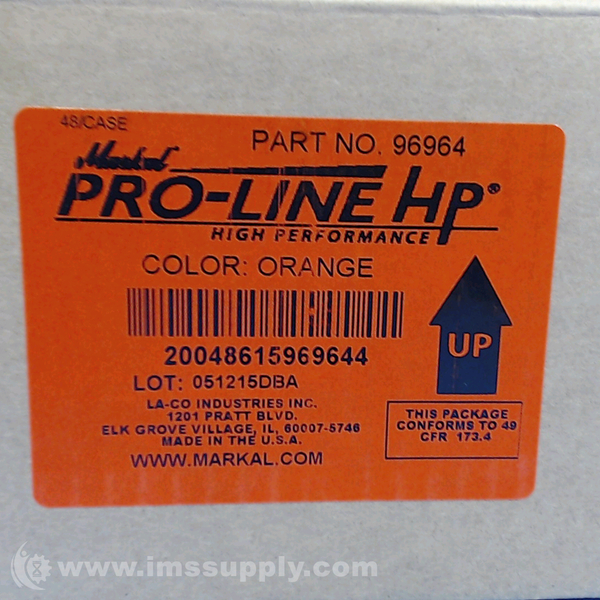 48/CASE
PART NO. 96964
Markal
PRO-LINE HP®
HIGH PERFORMANCE
COLOR: ORANGE
20048615969644
LOT: 051215DBA
LA-CO INDUSTRIES INC.
1201 PRATT BLVD.
ELK GROVE VILLAGE, IL, 60007-5746
MADE IN THE U.S.A.
WWW.MARKAL.COM
UP
THIS PACKAGE
CONFORMS TO 49
CFR 173.4
www.imssupply.com